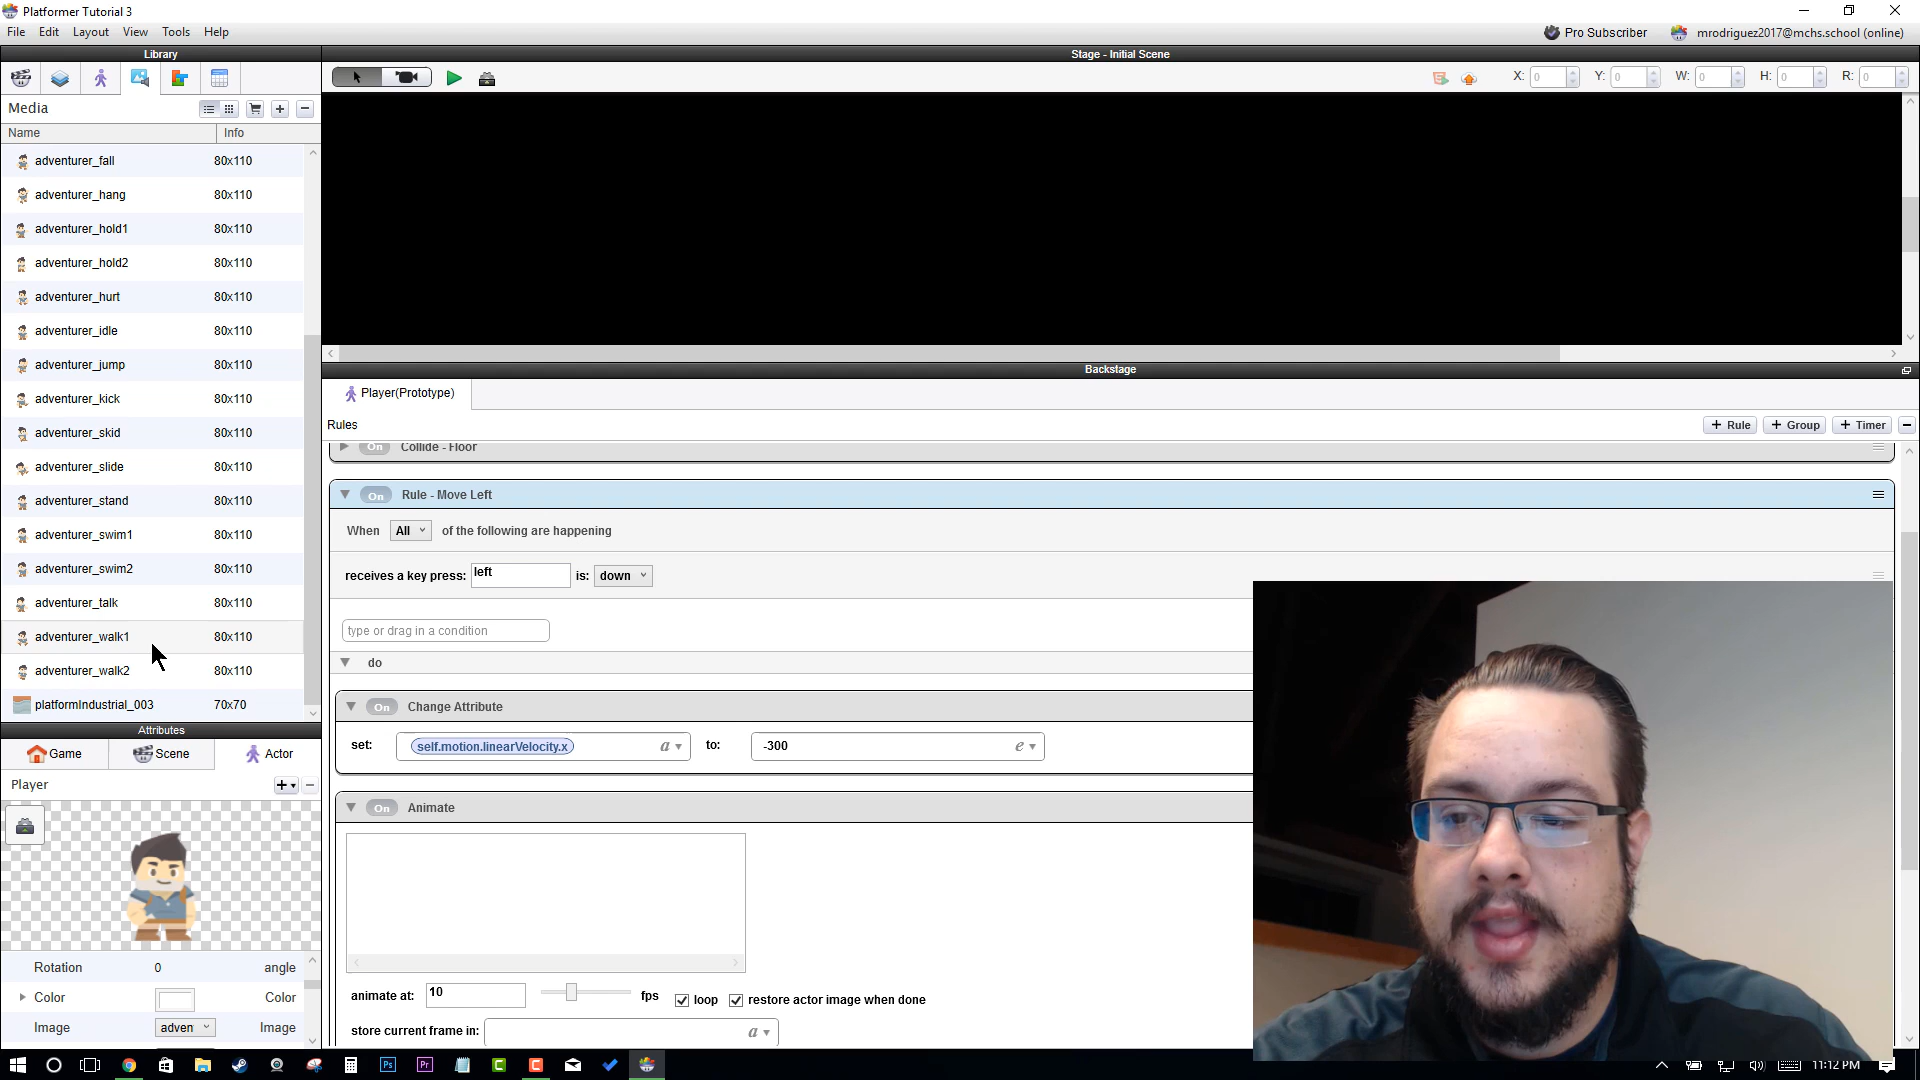 Platformer Tutorial 3
File Edit Layout View Tools Help
Pro Subscriber mrodriguez2017@mchs.school (online)
Library
Stage - Initial Scene
X: 0 Y: 0 W: 0 H: 0 R: 0
Media
Name Info
adventurer_fall 80x110
adventurer_hang 80x110
adventurer_hold1 80x110
adventurer_hold2 80x110
adventurer_hurt 80x110
adventurer_idle 80x110
adventurer_jump 80x110
adventurer_kick 80x110
adventurer_skid 80x110
adventurer_slide 80x110
adventurer_stand 80x110
adventurer_swim1 80x110
adventurer_swim2 80x110
adventurer_talk 80x110
adventurer_walk1 80x110
adventurer_walk2 80x110
platformIndustrial_003 70x70
Attributes
Game Scene Actor
Player
Rotation 0 angle
Color Color
Image adven Image
Backstage
Player(Prototype)
Rules + Rule + Group + Timer
On Collide - Floor
On Rule - Move Left
When All of the following are happening
receives a key press: left is: down
type or drag in a condition
do
On Change Attribute
set: self.motion.linearVelocity.x a to: -300 e
On Animate
animate at: 10 fps loop restore actor image when done
store current frame in: a
Ps Pr C C 11:12 PM